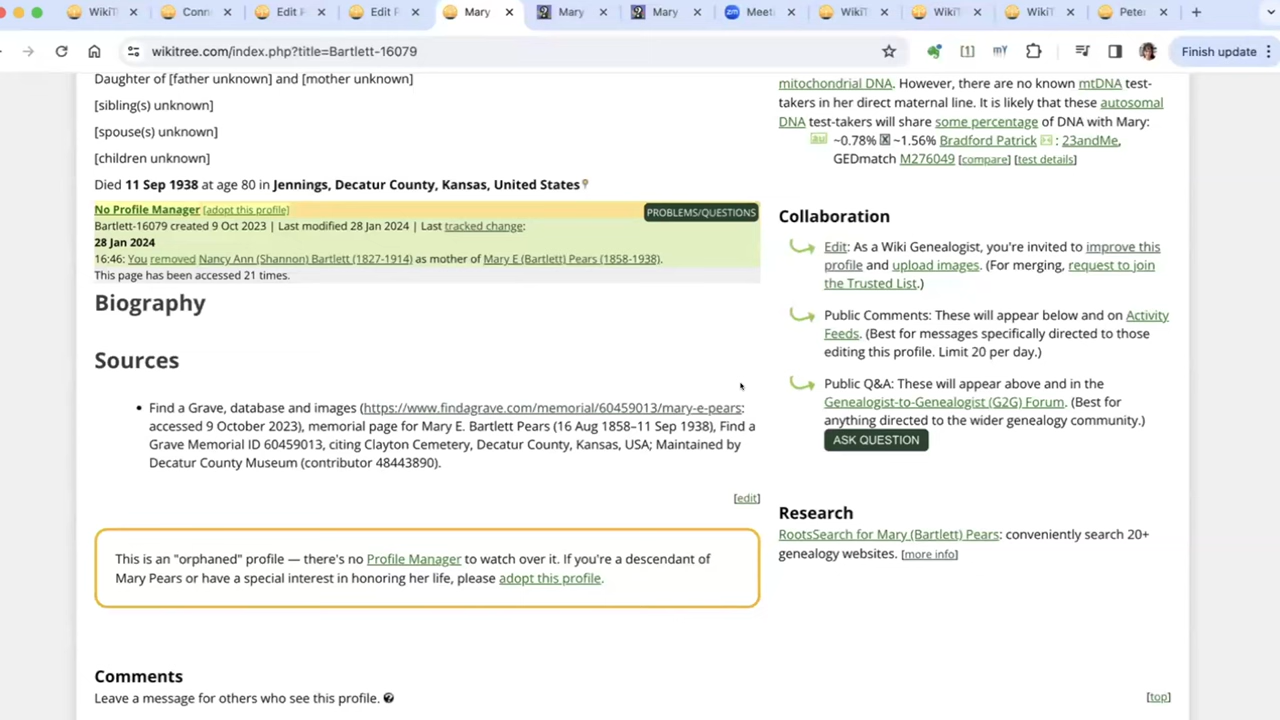 WikiT
Conn
Edit P
Edit F
Mary
Mary
Mary
Meeti
WikiT
WikiT
WikiT
Peter
wikitree.com/index.php?title=Bartlett-16079
Finish update
Daughter of [father unknown] and [mother unknown]
[sibling(s) unknown]
[spouse(s) unknown]
[children unknown]
Died 11 Sep 1938 at age 80 in Jennings, Decatur County, Kansas, United States
No Profile Manager [adopt this profile]
PROBLEMS/QUESTIONS
Bartlett-16079 created 9 Oct 2023 | Last modified 28 Jan 2024 | Last tracked change:
28 Jan 2024
16:46: You removed Nancy Ann (Shannon) Bartlett (1827-1914) as mother of Mary E (Bartlett) Pears (1858-1938).
This page has been accessed 21 times.
Biography
Sources
• Find a Grave, database and images (https://www.findagrave.com/memorial/60459013/mary-e-pears:
accessed 9 October 2023), memorial page for Mary E. Bartlett Pears (16 Aug 1858–11 Sep 1938), Find a
Grave Memorial ID 60459013, citing Clayton Cemetery, Decatur County, Kansas, USA; Maintained by
Decatur County Museum (contributor 48443890).
[edit]
This is an "orphaned" profile — there's no Profile Manager to watch over it. If you're a descendant of
Mary Pears or have a special interest in honoring her life, please adopt this profile.
Comments
Leave a message for others who see this profile.
mitochondrial DNA. However, there are no known mtDNA test-
takers in her direct maternal line. It is likely that these autosomal
DNA test-takers will share some percentage of DNA with Mary:
au ~0.78% X ~1.56% Bradford Patrick : 23andMe,
GEDmatch M276049 [compare] [test details]
Collaboration
Edit: As a Wiki Genealogist, you're invited to improve this
profile and upload images. (For merging, request to join
the Trusted List.)
Public Comments: These will appear below and on Activity
Feeds. (Best for messages specifically directed to those
editing this profile. Limit 20 per day.)
Public Q&A: These will appear above and in the
Genealogist-to-Genealogist (G2G) Forum. (Best for
anything directed to the wider genealogy community.)
ASK QUESTION
Research
RootsSearch for Mary (Bartlett) Pears: conveniently search 20+
genealogy websites. [more info]
[top]